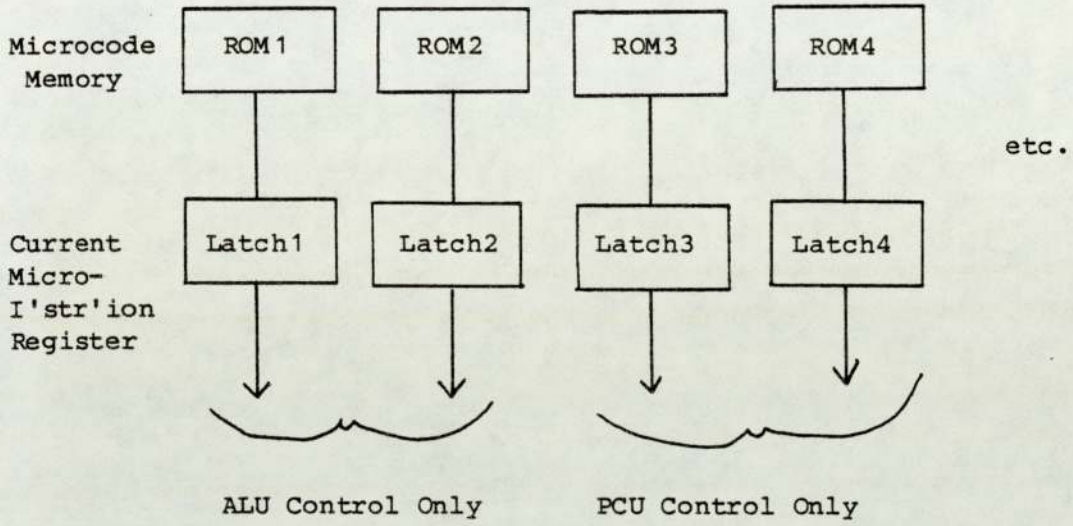 Microcode
Memory
ROM1
ROM2
ROM3
ROM4
etc.
Current
Micro-
I'str'ion
Register
Latch1
Latch2
Latch3
Latch4
ALU Control Only
PCU Control Only